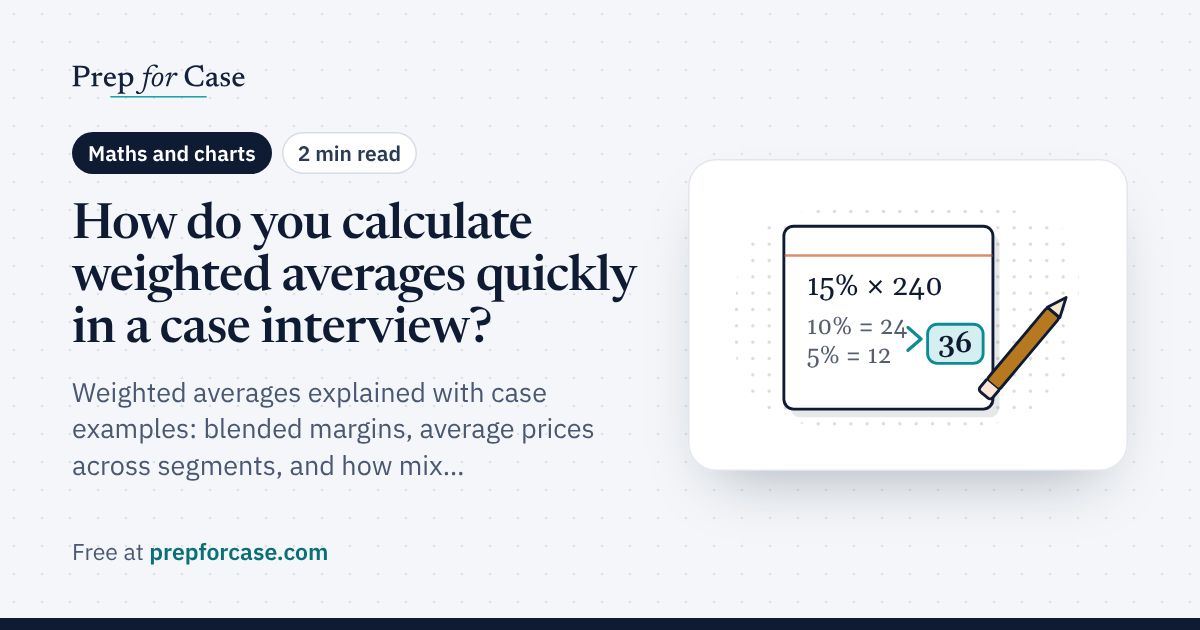 Prep for Case
Maths and charts
2 min read
How do you calculate
weighted averages quickly
in a case interview?
Weighted averages explained with case
examples: blended margins, average prices
across segments, and how mix...
Free at prepforcase.com
15% × 240
10% = 24
5% = 12
36